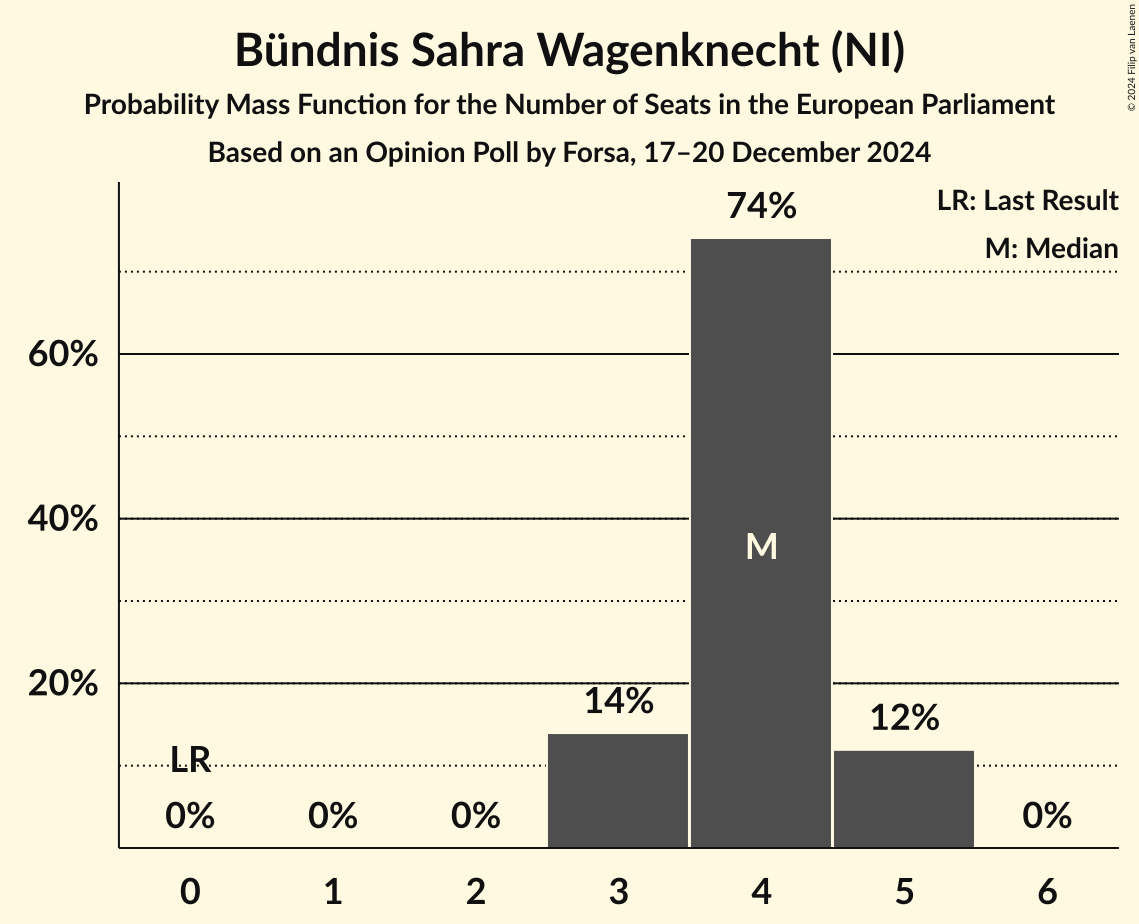 Bündnis Sahra Wagenknecht (NI)
Probability Mass Function for the Number of Seats in the European Parliament
Based on an Opinion Poll by Forsa, 17–20 December 2024
© 2024 Filip van Laenen
LR: Last Result
M: Median
74%
60%
40%
M
20%
14%
12%
LR
0%
0%
0%
0%
0
1
2
3
4
5
6